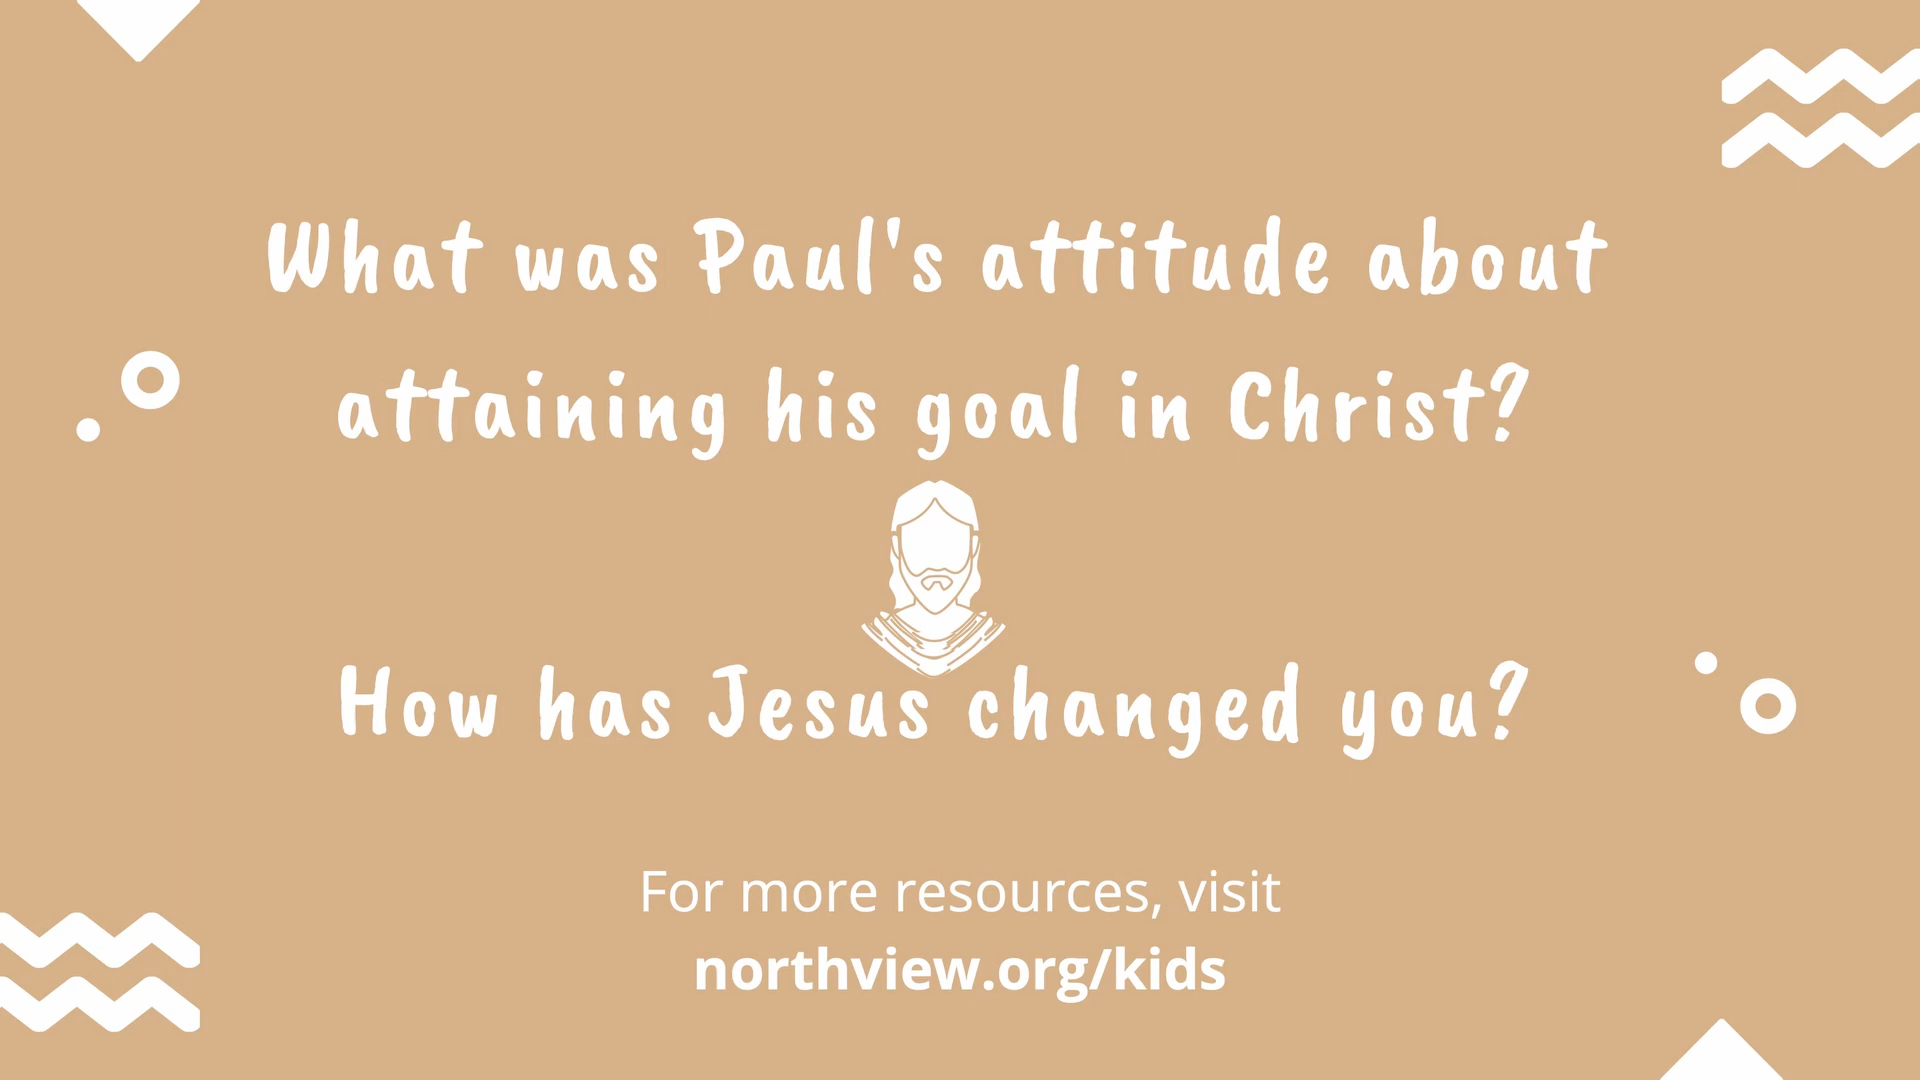 What was Paul's attitude about
attaining his goal in Christ?
How has Jesus changed you?
For more resources, visit
northview.org/kids